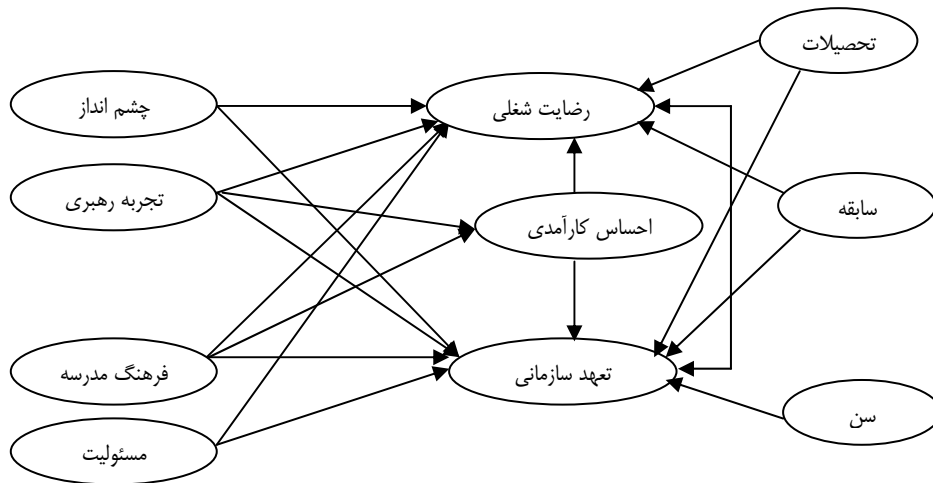 تحصیلات
رضایت شغلی
چشم انداز
تجربه رهبری
سابقه
احساس کارآمدی
فرهنگ مدرسه
تعهد سازمانی
سن
مسئولیت